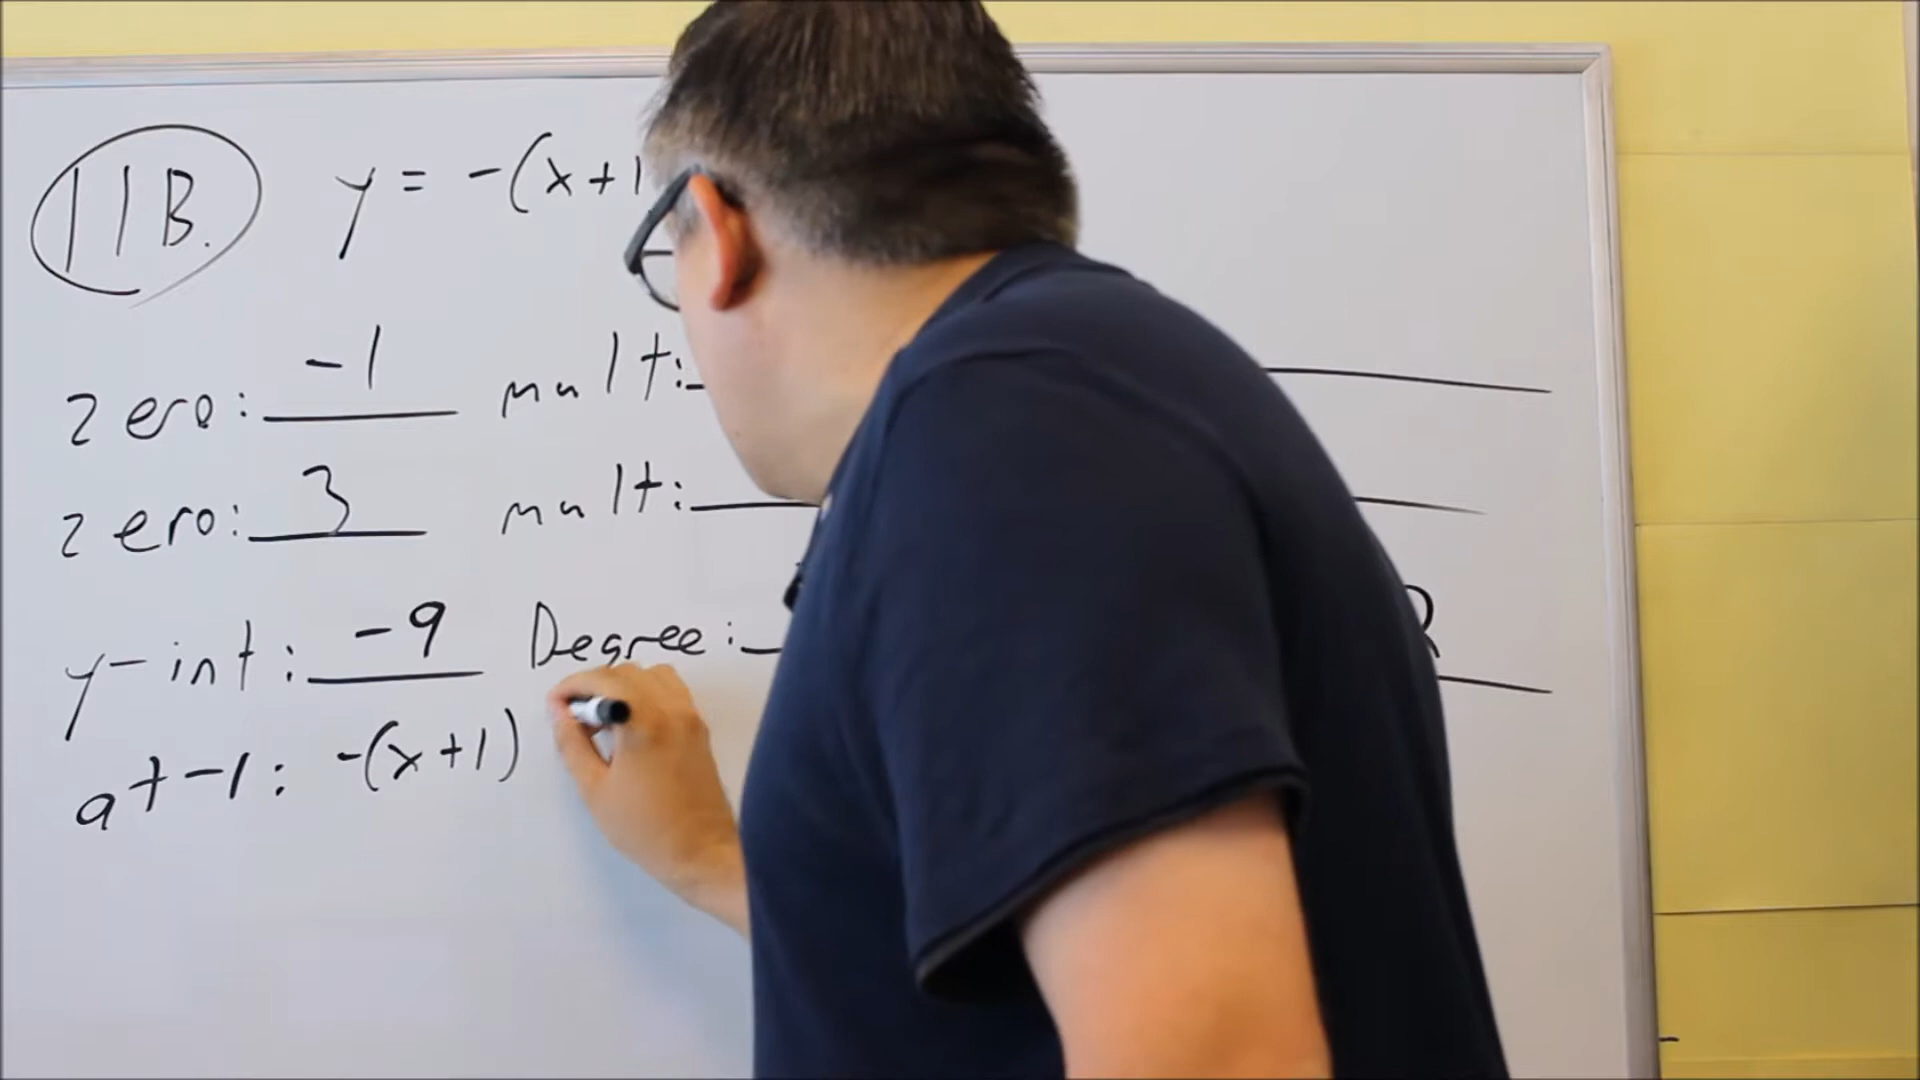 11B. y = -(x+1
zero: -1 mult:
zero: 3 mult:
y-int: -9 Degree: R
at -1: -(x+1)